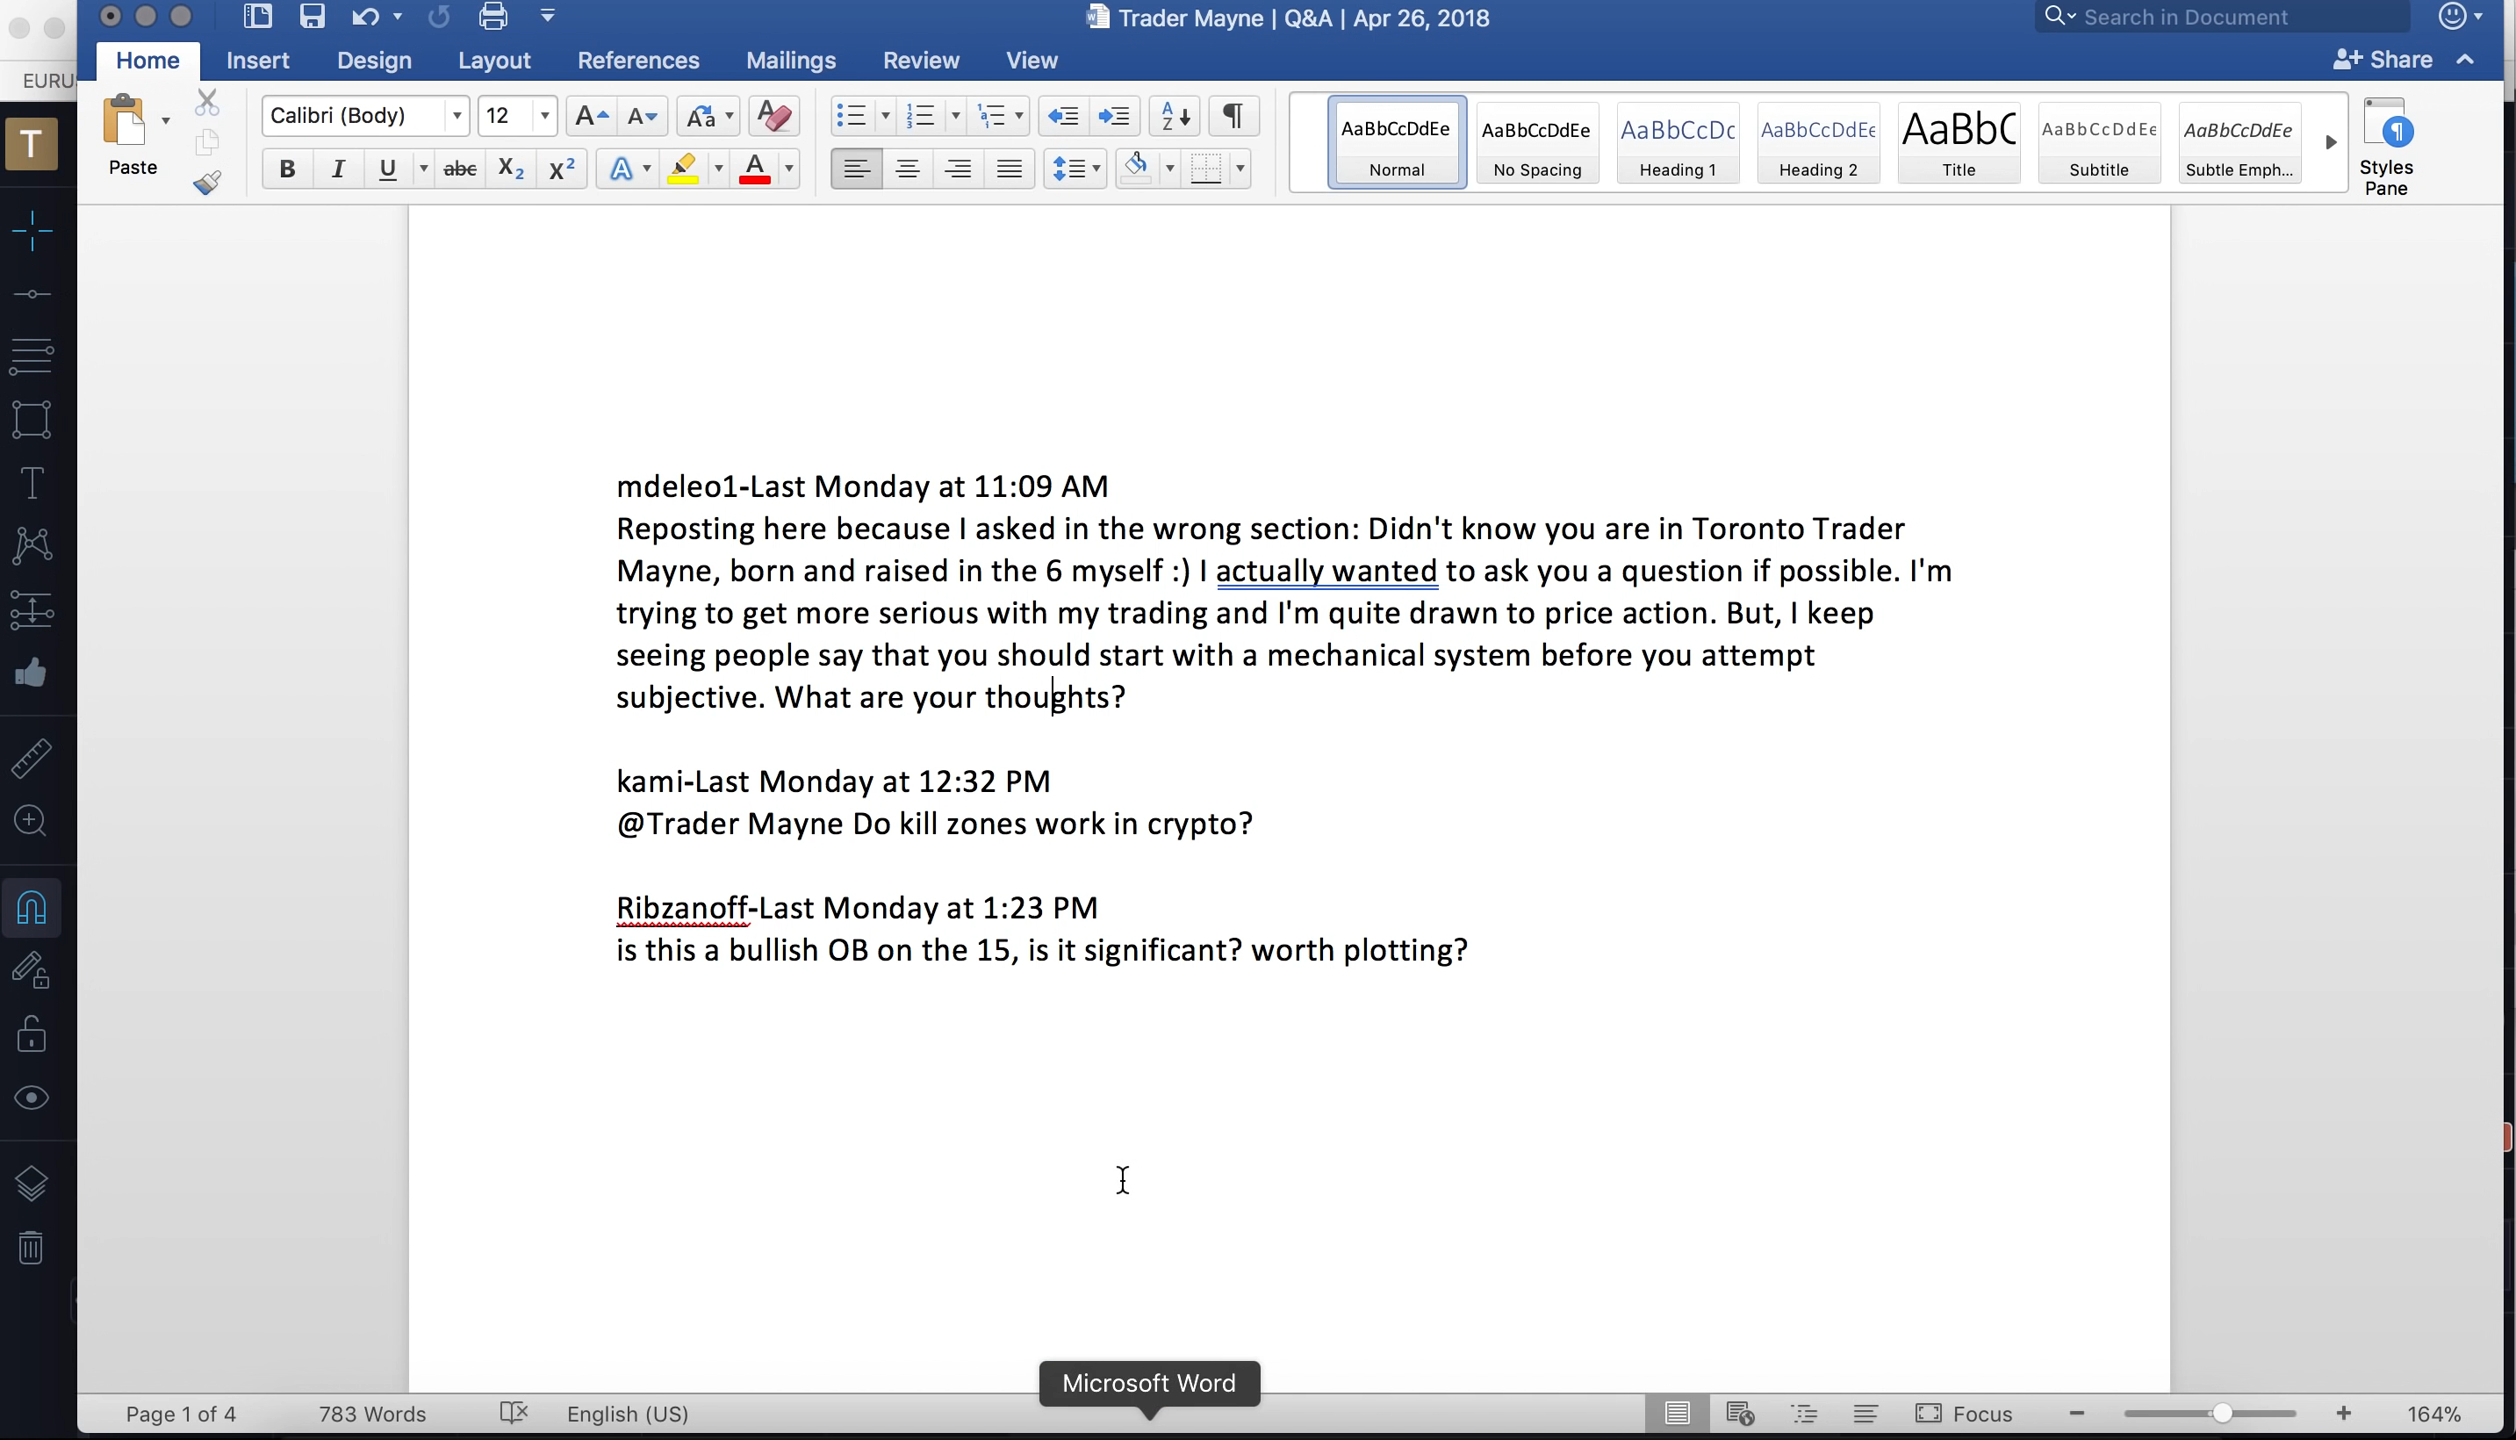 Trader Mayne | Q&A | Apr 26, 2018
Search in Document
Home Insert Design Layout References Mailings Review View Share
EURU
T
Paste
Calibri (Body) 12
AaBbCcDdEe AaBbCcDdEe AaBbCcDc AaBbCcDdEe AaBbC AaBbCcDdEe AaBbCcDdEe
Normal No Spacing Heading 1 Heading 2 Title Subtitle Subtle Emph...
Styles
Pane
mdeleo1-Last Monday at 11:09 AM
Reposting here because I asked in the wrong section: Didn't know you are in Toronto Trader
Mayne, born and raised in the 6 myself :) I actually wanted to ask you a question if possible. I'm
trying to get more serious with my trading and I'm quite drawn to price action. But, I keep
seeing people say that you should start with a mechanical system before you attempt
subjective. What are your thoughts?
kami-Last Monday at 12:32 PM
@Trader Mayne Do kill zones work in crypto?
Ribzanoff-Last Monday at 1:23 PM
is this a bullish OB on the 15, is it significant? worth plotting?
Microsoft Word
Page 1 of 4 783 Words English (US) Focus 164%